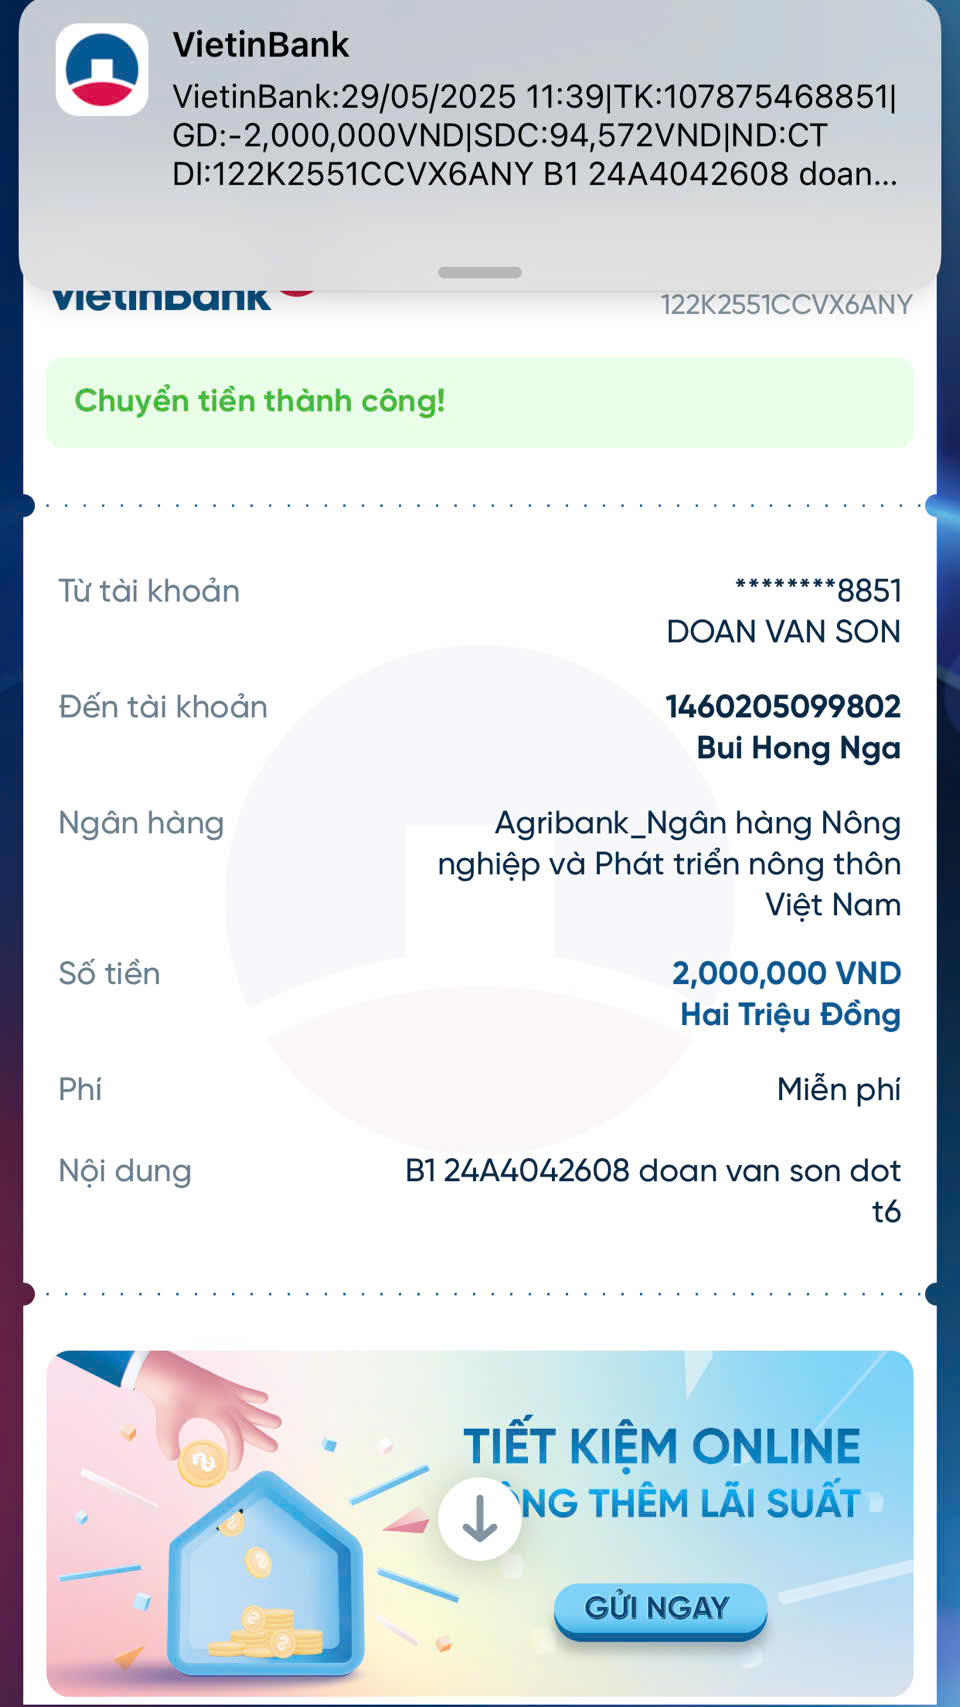 VietinBank
VietinBank:29/05/2025 11:39|TK:107875468851|
GD:-2,000,000VND|SDC:94,572VND|ND:CT
DI:122K2551CCVX6ANY B1 24A4042608 doan...
VietinBank
122K2551CCVX6ANY
Chuyển tiền thành công!
Từ tài khoản
********8851
DOAN VAN SON
Đến tài khoản
1460205099802
Bui Hong Nga
Ngân hàng
Agribank_Ngân hàng Nông
nghiệp và Phát triển nông thôn
Việt Nam
Số tiền
2,000,000 VND
Hai Triệu Đồng
Phí
Miễn phí
Nội dung
B1 24A4042608 doan van son dot
t6
TIẾT KIỆM ONLINE
THÊM LÃI SUẤT
GỬI NGAY